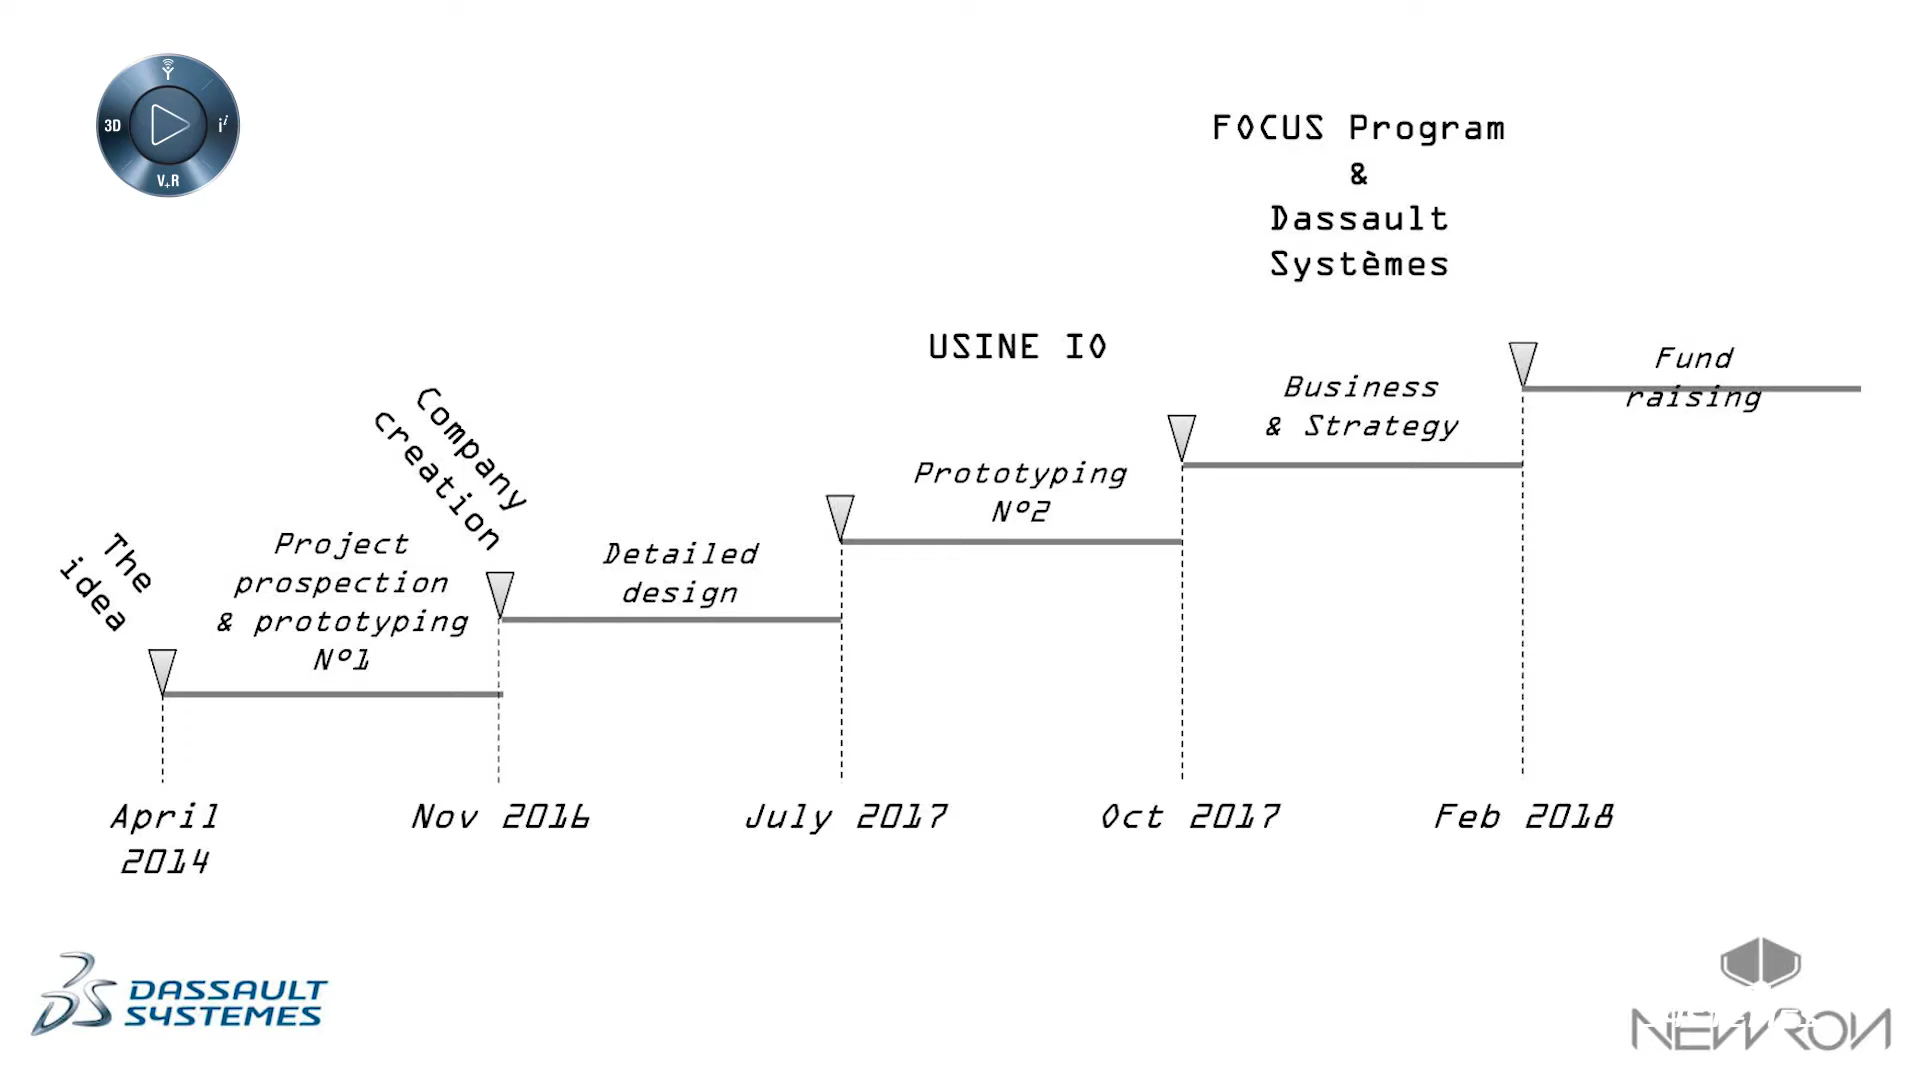 3D
i i
V+R
FOCUS Program
&
Dassault
Systèmes
USINE IO
Fund
raising
Business
& Strategy
Company
creation
Prototyping
N°2
The
idea
Project
prospection
& prototyping
N°1
Detailed
design
April
2014
Nov 2016
July 2017
Oct 2017
Feb 2018
DASSAULT
SYSTEMES
NEWRON